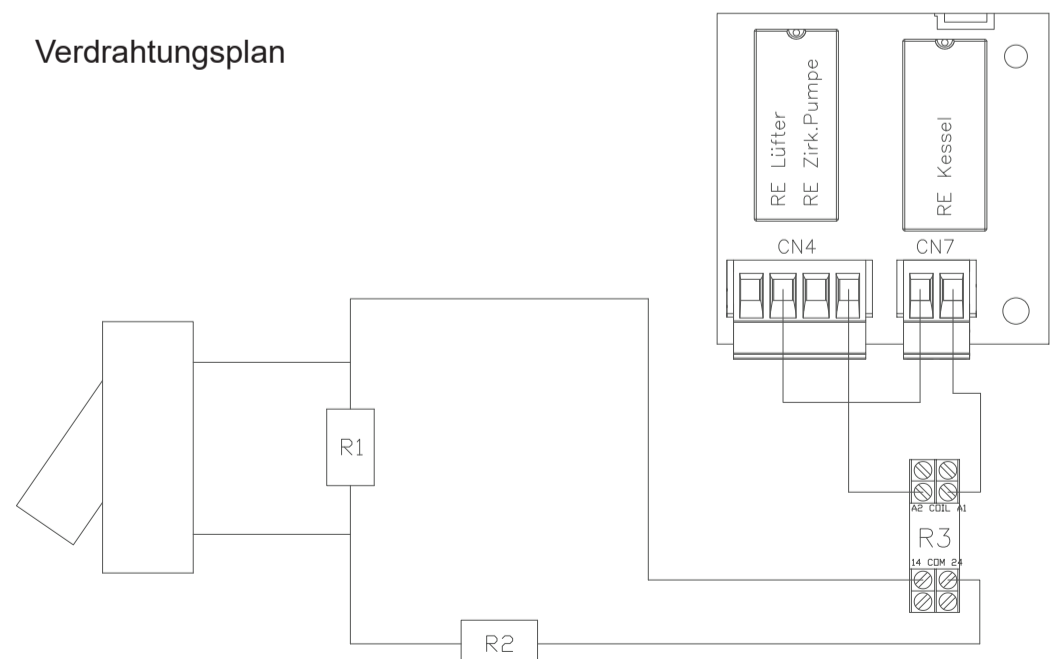 Verdrahtungsplan
RE Lüfter
RE Zirk.Pumpe
RE Kessel
CN4
CN7
R1
A2 COIL A1
R3
14 COM 24
R2